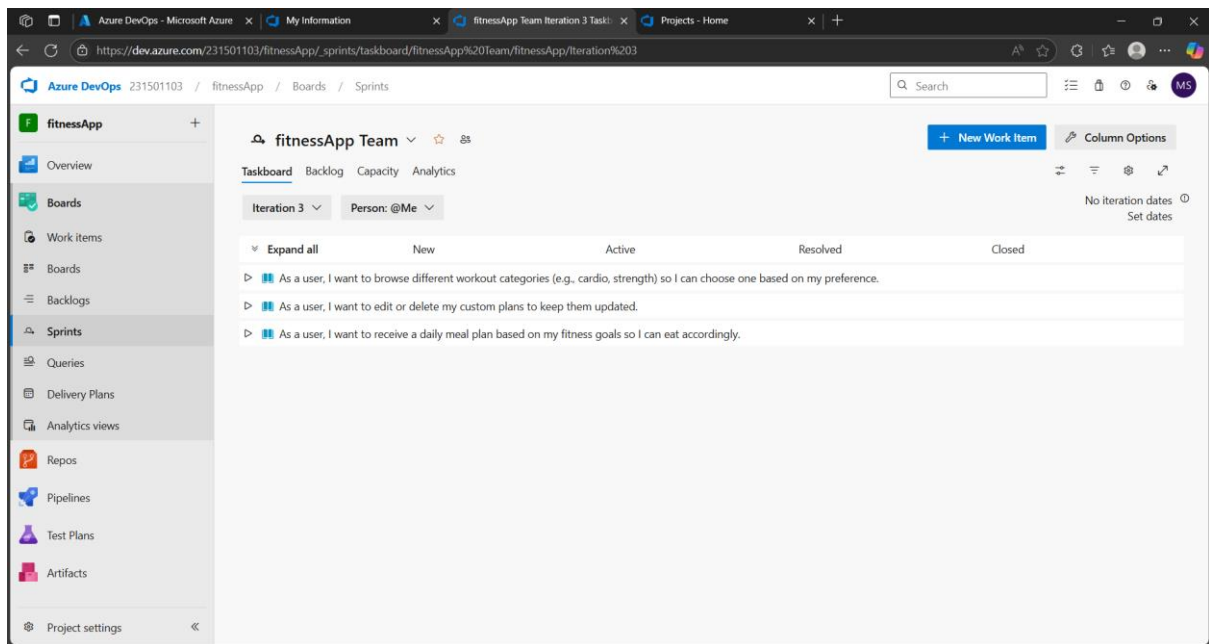 Azure DevOps - Microsoft Azure
My Information
fitnessApp Team Iteration 3 Taskb
Projects - Home
https://dev.azure.com/231501103/fitnessApp/_sprints/taskboard/fitnessApp%20Team/fitnessApp/Iteration%203
Azure DevOps 231501103 / fitnessApp / Boards / Sprints
Search
MS
F fitnessApp
Overview
Boards
Work items
Boards
Backlogs
Sprints
Queries
Delivery Plans
Analytics views
Repos
Pipelines
Test Plans
Artifacts
Project settings
fitnessApp Team
New Work Item
Column Options
Taskboard Backlog Capacity Analytics
Iteration 3
Person: @Me
No iteration dates
Set dates
Expand all New Active Resolved Closed
As a user, I want to browse different workout categories (e.g., cardio, strength) so I can choose one based on my preference.
As a user, I want to edit or delete my custom plans to keep them updated.
As a user, I want to receive a daily meal plan based on my fitness goals so I can eat accordingly.